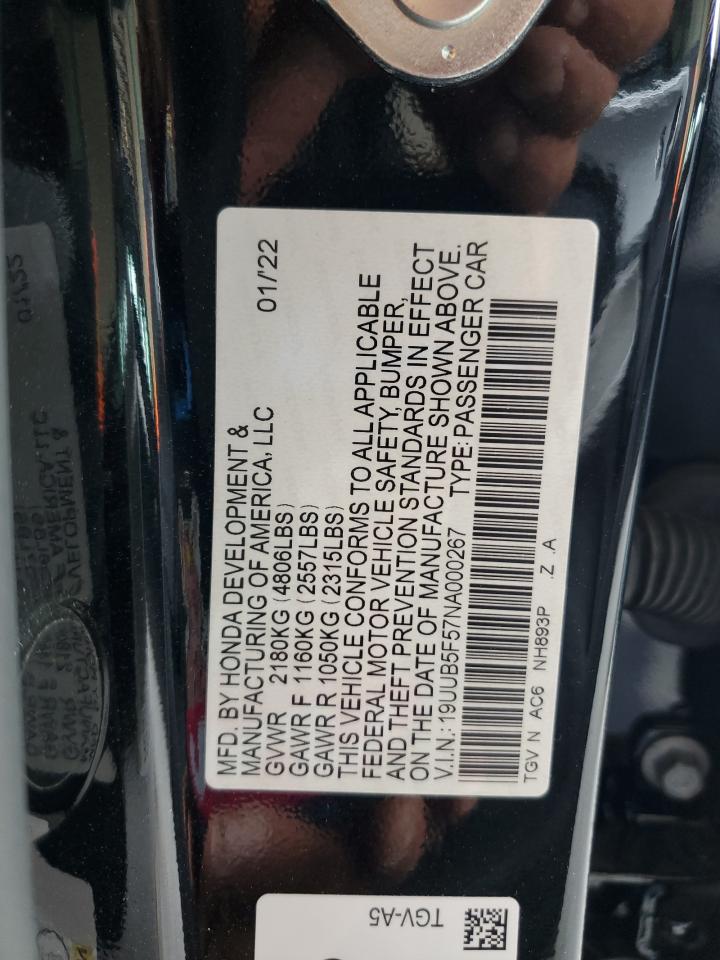 MFD. BY HONDA DEVELOPMENT &
MANUFACTURING OF AMERICA, LLC 01/'22
GVWR 2180KG (4806LBS)
GAWR F 1160KG (2557LBS)
GAWR R 1050KG (2315LBS)
THIS VEHICLE CONFORMS TO ALL APPLICABLE
FEDERAL MOTOR VEHICLE SAFETY, BUMPER,
AND THEFT PREVENTION STANDARDS IN EFFECT
ON THE DATE OF MANUFACTURE SHOWN ABOVE.
V.I.N.: 19UUB5F57NA000267 TYPE: PASSENGER CAR
TGV N AC6 NH893P .Z .A
TGV-A5